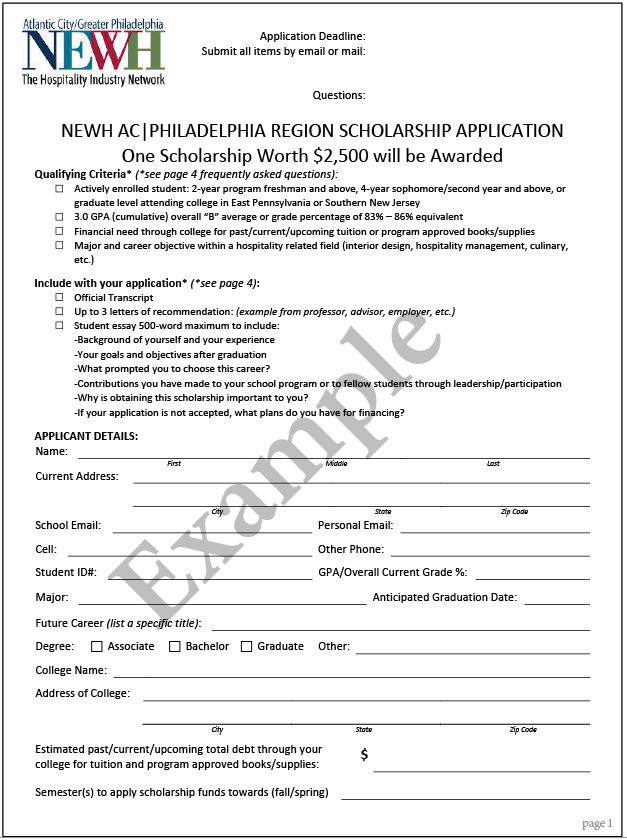 Atlantic City/Greater Philadelphia
NEWH
The Hospitality Industry Network
Application Deadline:
Submit all items by email or mail:
Questions:
NEWH AC|PHILADELPHIA REGION SCHOLARSHIP APPLICATION
One Scholarship Worth $2,500 will be Awarded
Qualifying Criteria* (*see page 4 frequently asked questions):
☐ Actively enrolled student: 2-year program freshman and above, 4-year sophomore/second year and above, or
graduate level attending college in East Pennsylvania or Southern New Jersey
☐ 3.0 GPA (cumulative) overall “B” average or grade percentage of 83% – 86% equivalent
☐ Financial need through college for past/current/upcoming tuition or program approved books/supplies
☐ Major and career objective within a hospitality related field (interior design, hospitality management, culinary,
etc.)
Include with your application* (*see page 4):
☐ Official Transcript
☐ Up to 3 letters of recommendation: (example from professor, advisor, employer, etc.)
☐ Student essay 500-word maximum to include:
-Background of yourself and your experience
-Your goals and objectives after graduation
-What prompted you to choose this career?
-Contributions you have made to your school program or to fellow students through leadership/participation
-Why is obtaining this scholarship important to you?
-If your application is not accepted, what plans do you have for financing?
Example
APPLICANT DETAILS:
Name:
First Middle Last
Current Address:
City State Zip Code
School Email: Personal Email:
Cell: Other Phone:
Student ID#: GPA/Overall Current Grade %:
Major: Anticipated Graduation Date:
Future Career (list a specific title):
Degree: ☐ Associate ☐ Bachelor ☐ Graduate Other:
College Name:
Address of College:
City State Zip Code
Estimated past/current/upcoming total debt through your
college for tuition and program approved books/supplies: $
Semester(s) to apply scholarship funds towards (fall/spring)
page 1